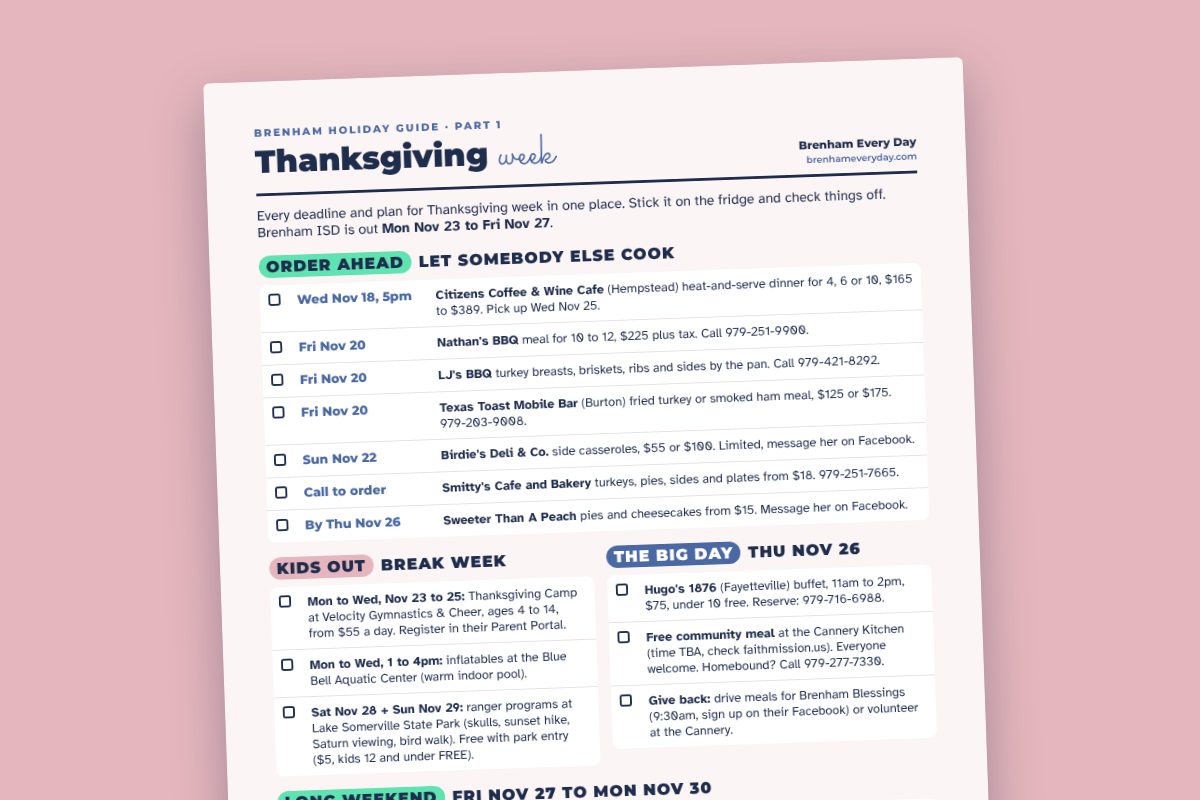 BRENHAM HOLIDAY GUIDE · PART 1
Thanksgiving week
Brenham Every Day
brenhameveryday.com
Every deadline and plan for Thanksgiving week in one place. Stick it on the fridge and check things off.
Brenham ISD is out Mon Nov 23 to Fri Nov 27.
ORDER AHEAD LET SOMEBODY ELSE COOK
Wed Nov 18, 5pm Citizens Coffee & Wine Cafe (Hempstead) heat-and-serve dinner for 4, 6 or 10, $165
to $389. Pick up Wed Nov 25.
Fri Nov 20 Nathan's BBQ meal for 10 to 12, $225 plus tax. Call 979-251-9900.
Fri Nov 20 LJ's BBQ turkey breasts, briskets, ribs and sides by the pan. Call 979-421-8292.
Fri Nov 20 Texas Toast Mobile Bar (Burton) fried turkey or smoked ham meal, $125 or $175.
979-203-9008.
Sun Nov 22 Birdie's Deli & Co. side casseroles, $55 or $100. Limited, message her on Facebook.
Call to order Smitty's Cafe and Bakery turkeys, pies, sides and plates from $18. 979-251-7665.
By Thu Nov 26 Sweeter Than A Peach pies and cheesecakes from $15. Message her on Facebook.
KIDS OUT BREAK WEEK
Mon to Wed, Nov 23 to 25: Thanksgiving Camp
at Velocity Gymnastics & Cheer, ages 4 to 14,
from $55 a day. Register in their Parent Portal.
Mon to Wed, 1 to 4pm: inflatables at the Blue
Bell Aquatic Center (warm indoor pool).
Sat Nov 28 + Sun Nov 29: ranger programs at
Lake Somerville State Park (skulls, sunset hike,
Saturn viewing, bird walk). Free with park entry
($5, kids 12 and under FREE).
THE BIG DAY THU NOV 26
Hugo's 1876 (Fayetteville) buffet, 11am to 2pm,
$75, under 10 free. Reserve: 979-716-6988.
Free community meal at the Cannery Kitchen
(time TBA, check faithmission.us). Everyone
welcome. Homebound? Call 979-277-7330.
Give back: drive meals for Brenham Blessings
(9:30am, sign up on their Facebook) or volunteer
at the Cannery.
LONG WEEKEND FRI NOV 27 TO MON NOV 30